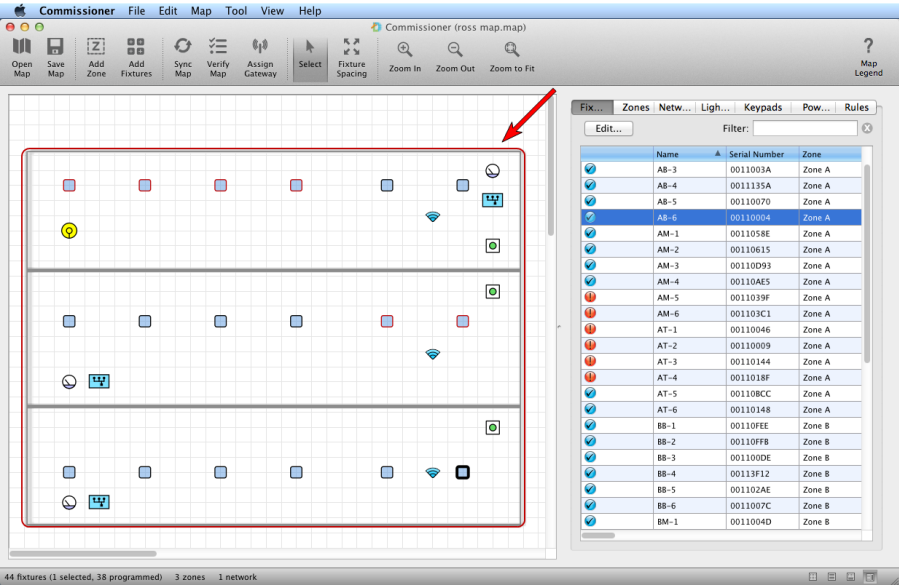 Commissioner File Edit Map Tool View Help
Commissioner (ross map.map)
Open Map
Save Map
Add Zone
Add Fixtures
Sync Map
Verify Map
Assign Gateway
Select
Fixture Spacing
Zoom In
Zoom Out
Zoom to Fit
Map Legend
Fix... Zones Netw... Ligh... Keypads Pow... Rules
Edit... Filter:
Name Serial Number Zone
AB-3 0011003A Zone A
AB-4 0011135A Zone A
AB-5 00110070 Zone A
AB-6 00110004 Zone A
AM-1 0011058E Zone A
AM-2 00110615 Zone A
AM-3 00110D93 Zone A
AM-4 00110AE5 Zone A
AM-5 0011039F Zone A
AM-6 001103C1 Zone A
AT-1 00110046 Zone A
AT-2 00110009 Zone A
AT-3 00110144 Zone A
AT-4 0011018F Zone A
AT-5 00110BCC Zone A
AT-6 00110148 Zone A
BB-1 00110FEE Zone B
BB-2 00110FFB Zone B
BB-3 001100DE Zone B
BB-4 00113F12 Zone B
BB-5 001102AE Zone B
BB-6 0011007C Zone B
BM-1 0011004D Zone B
44 fixtures (1 selected, 38 programmed) 3 zones 1 network